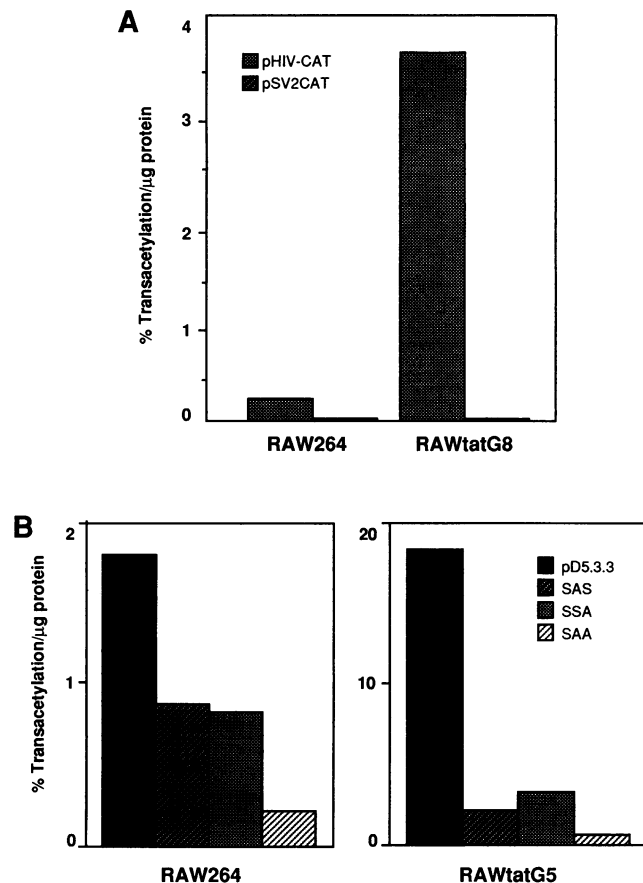 A
4
3
2
1
0
% Transacetylation/μg protein
pHIV-CAT
pSV2CAT
RAW264
RAWtatG8
B
2
1
0
% Transacetylation/μg protein
RAW264
20
10
0
pD5.3.3
SAS
SSA
SAA
RAWtatG5